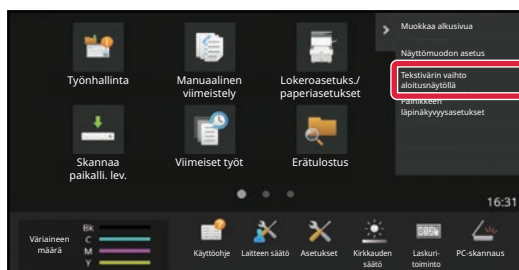 Työnhallinta
Manuaalinen
viimeistely
Lokeroasetuks./
paperiasetukset
Skannaa
paikalli. lev.
Viimeiset työt
Erätulostus
Muokkaa alkusivua
Näyttömuodon asetus
Tekstivärin vaihto
aloitusnäytöllä
Painikkeen
läpinäkyvyysasetukset
16:31
Väriaineen
määrä
Bk
C
M
Y
Käyttöohje
Laitteen säätö
Asetukset
Kirkkauden
säätö
Laskuri-
toiminto
PC-skannaus